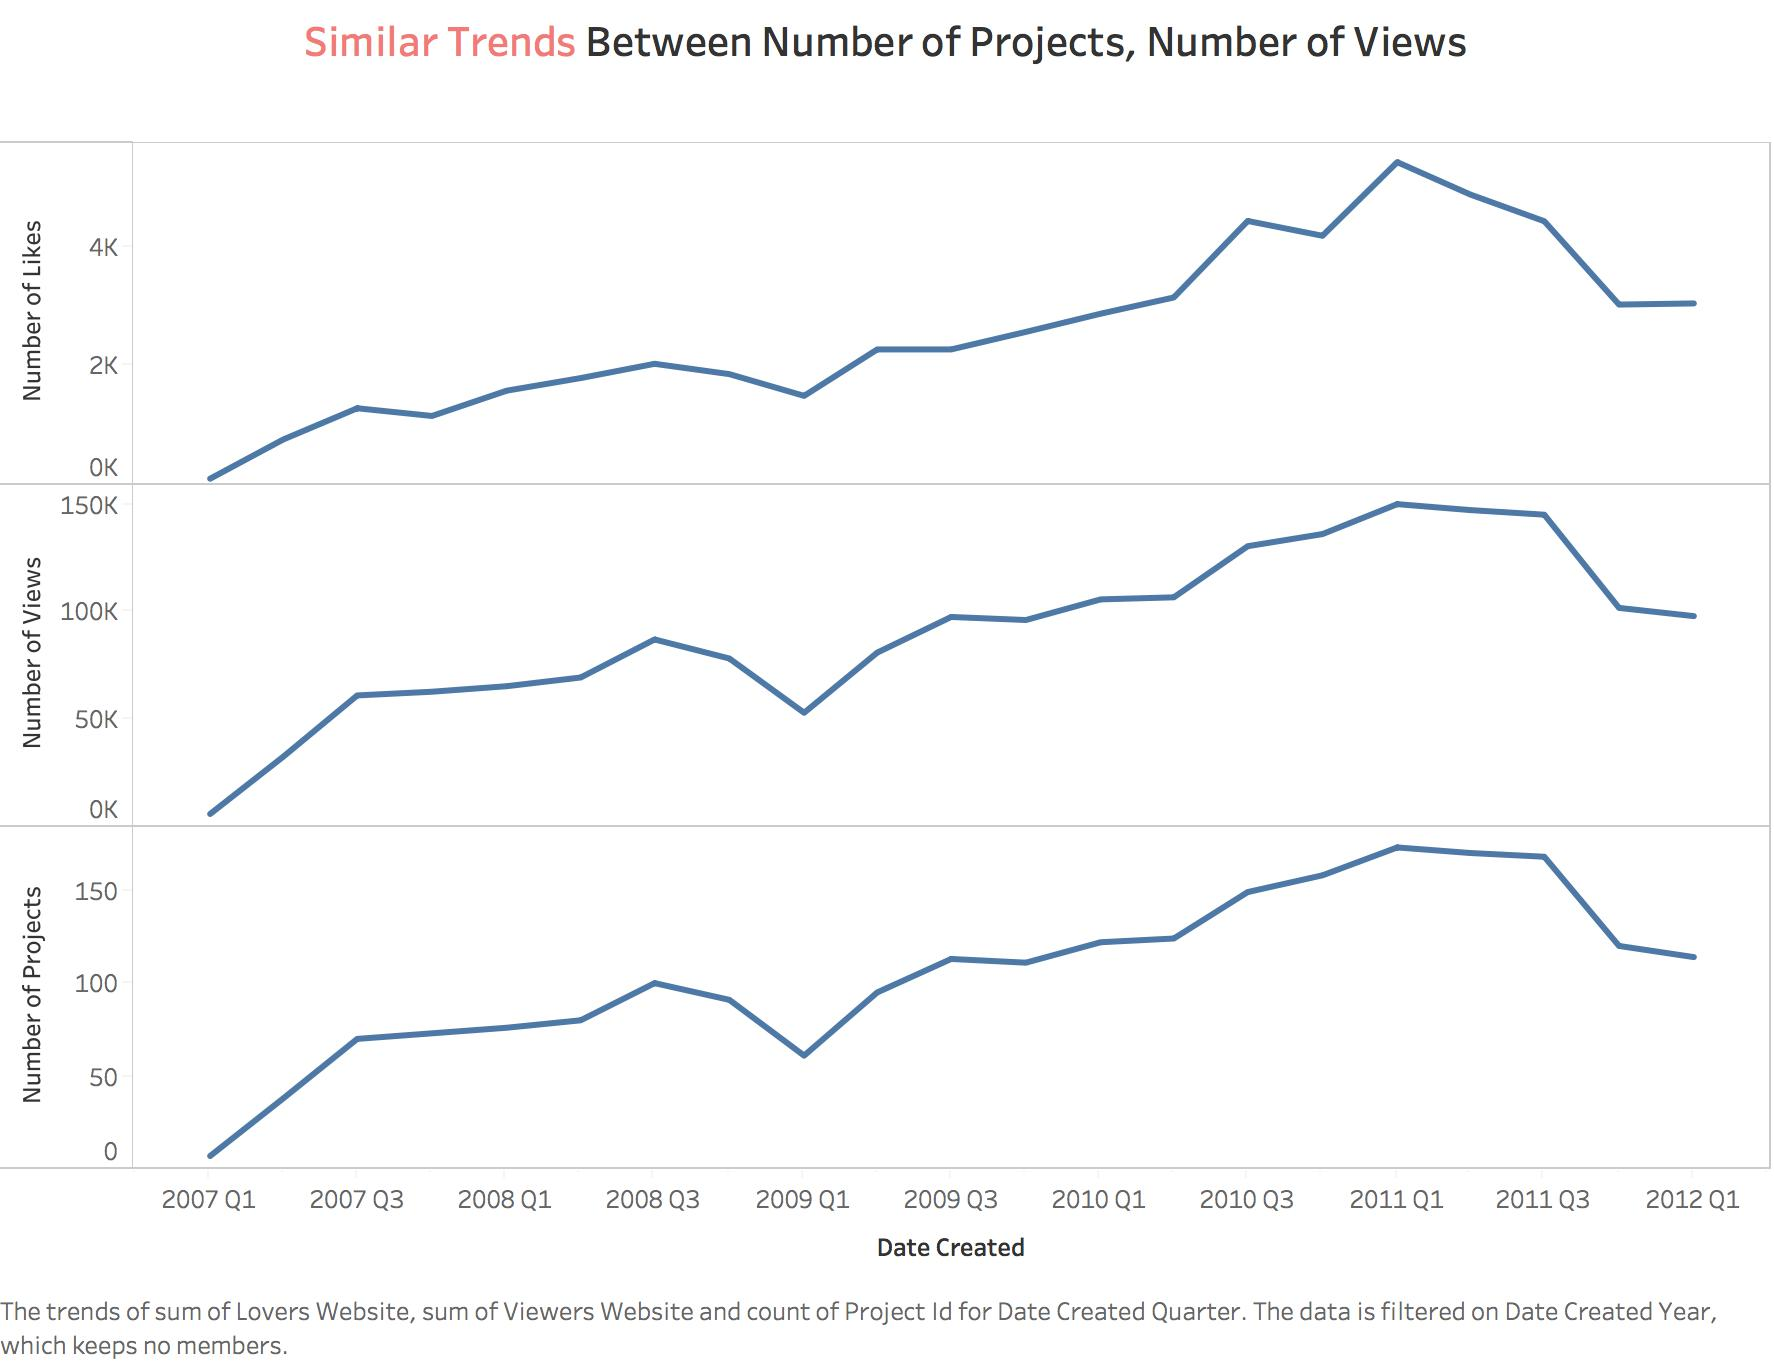 Similar Trends Between Number of Projects, Number of Views
Number of Likes
4K
2K
0K
Number of Views
150K
100K
50K
0K
Number of Projects
150
100
50
0
2007 Q1 2007 Q3 2008 Q1 2008 Q3 2009 Q1 2009 Q3 2010 Q1 2010 Q3 2011 Q1 2011 Q3 2012 Q1
Date Created
The trends of sum of Lovers Website, sum of Viewers Website and count of Project Id for Date Created Quarter. The data is filtered on Date Created Year,
which keeps no members.